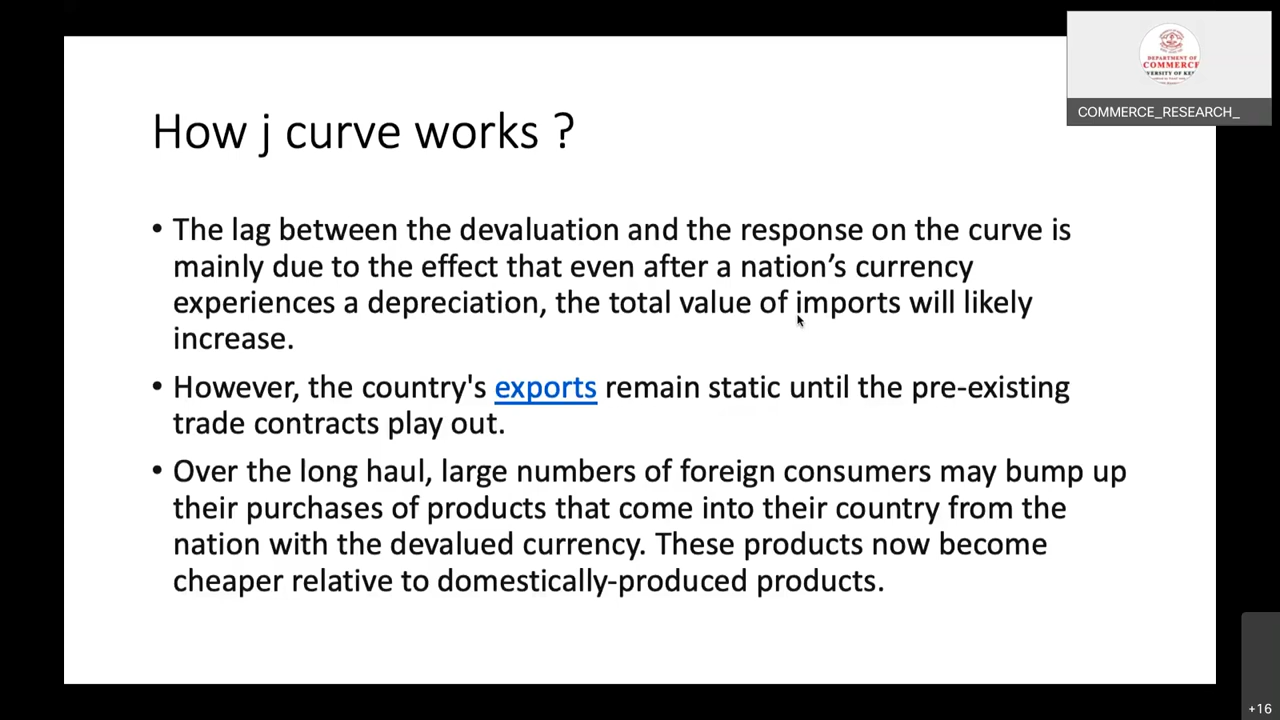 How j curve works ?
• The lag between the devaluation and the response on the curve is
mainly due to the effect that even after a nation’s currency
experiences a depreciation, the total value of imports will likely
increase.
• However, the country's exports remain static until the pre-existing
trade contracts play out.
• Over the long haul, large numbers of foreign consumers may bump up
their purchases of products that come into their country from the
nation with the devalued currency. These products now become
cheaper relative to domestically-produced products.
DEPARTMENT OF
COMMERCE
COMMERCE_RESEARCH_
+16